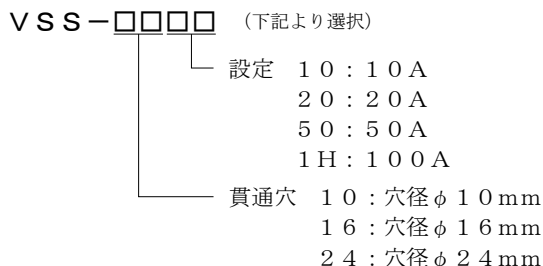 ＶＳＳ－□□□□　（下記より選択）
設定　１０：１０Ａ
２０：２０Ａ
５０：５０Ａ
１Ｈ：１００Ａ
貫通穴　１０：穴径φ１０mm
１６：穴径φ１６mm
２４：穴径φ２４mm